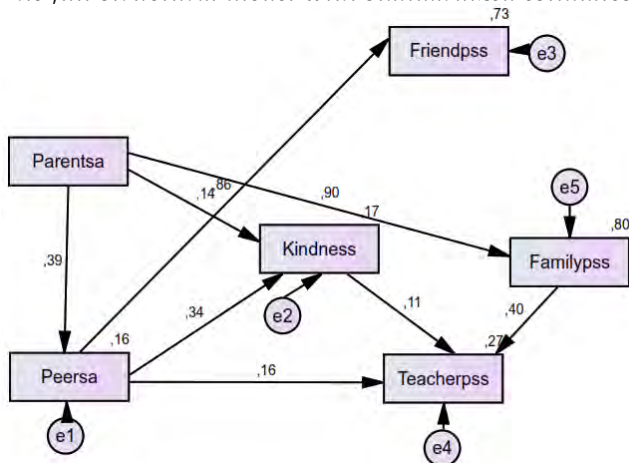 ,73
Friendpss
e3
Parentsa
,14
,86
,90
,17
e5
,80
Kindness
Familypss
,39
,34
e2
,11
,40
,16
,27
Peersa
,16
Teacherpss
e1
e4